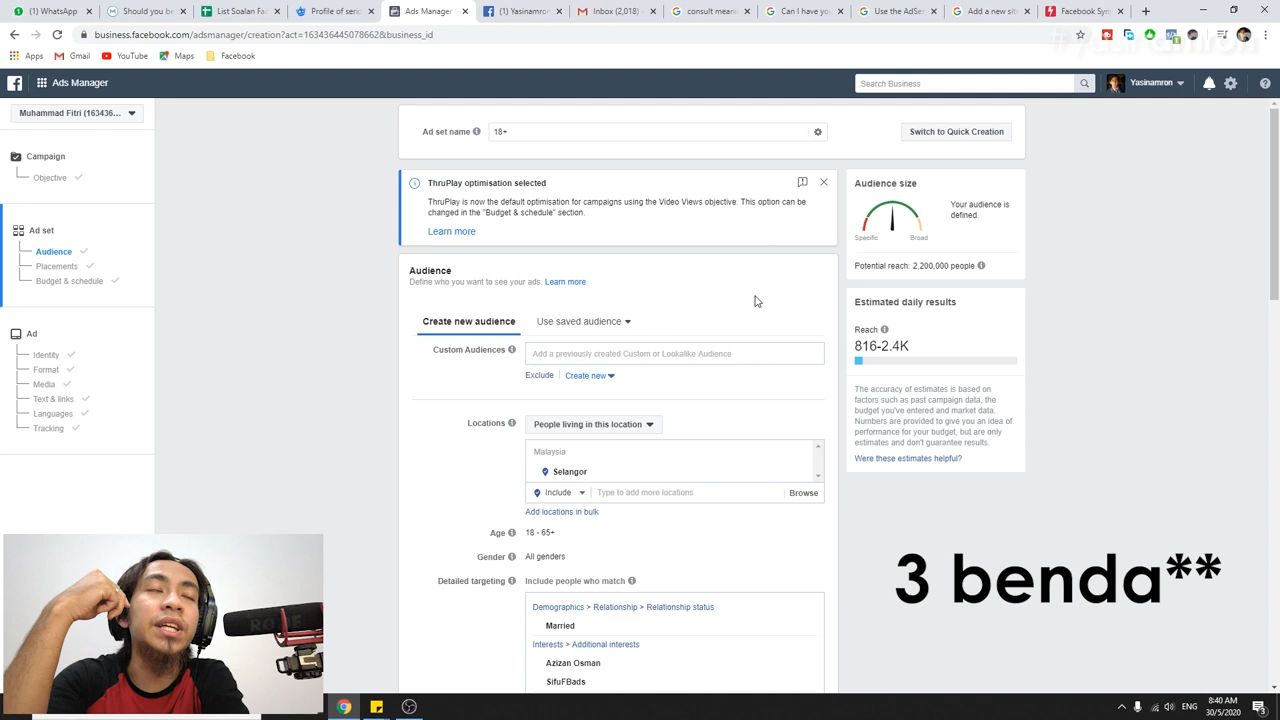 Should you be
List Soalan Fa
Profile of seko
Ads Manager
Yasinamron
Inbox (2,018)
consult meani
Can I have you
Use the AdSen
Add a new ins
Facebook Serv
business.facebook.com/adsmanager/creation?act=163436445078662&business_id
Apps
Gmail
YouTube
Maps
Facebook
#yasinamron
Ads Manager
Search Business
Yasinamron
Muhammad Fitri (163436...
Campaign
Objective
Ad set
Audience
Placements
Budget & schedule
Ad
Identity
Format
Media
Text & links
Languages
Tracking
Ad set name
18+
Switch to Quick Creation
ThruPlay optimisation selected
ThruPlay is now the default optimisation for campaigns using the Video Views objective. This option can be
changed in the "Budget & schedule" section.
Learn more
Audience
Define who you want to see your ads. Learn more
Create new audience
Use saved audience
Custom Audiences
Add a previously created Custom or Lookalike Audience
Exclude
Create new
Locations
People living in this location
Malaysia
Selangor
Include
Type to add more locations
Browse
Add locations in bulk
Age
18 - 65+
Gender
All genders
Detailed targeting
Include people who match
Demographics > Relationship > Relationship status
Married
Interests > Additional interests
Azizan Osman
SifuFBads
Audience size
Your audience is
defined.
Specific
Broad
Potential reach: 2,200,000 people
Estimated daily results
Reach
816-2.4K
The accuracy of estimates is based on
factors such as past campaign data, the
budget you've entered and market data.
Numbers are provided to give you an idea of
performance for your budget, but are only
estimates and don't guarantee results.
Were these estimates helpful?
3 benda**
RODE
ENG
8:40 AM
30/5/2020